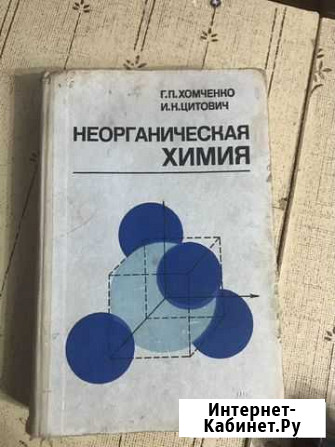 Г.П.ХОМЧЕНКО
И.К.ЦИТОВИЧ
НЕОРГАНИЧЕСКАЯ
ХИМИЯ
Интернет-
Кабинет.Ру